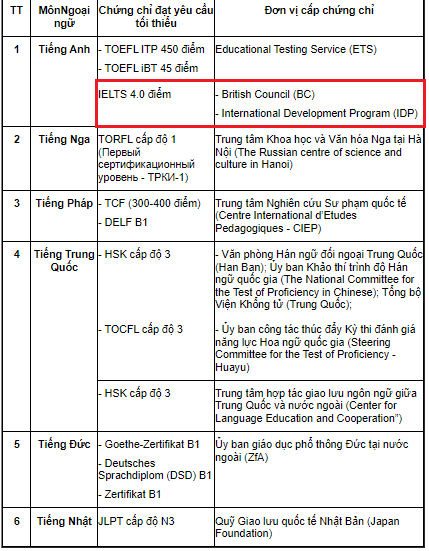 TT MônNgoại ngữ Chứng chỉ đạt yêu cầu tối thiểu Đơn vị cấp chứng chỉ
1 Tiếng Anh - TOEFL ITP 450 điểm Educational Testing Service (ETS)
- TOEFL iBT 45 điểm
IELTS 4.0 điểm - British Council (BC)
- International Development Program (IDP)
2 Tiếng Nga TORFL cấp độ 1 Trung tâm Khoa học và Văn hóa Nga tại Hà
(Первый Nội (The Russian centre of science and
сертификационный culture in Hanoi)
уровень - ТРКИ-1)
3 Tiếng Pháp - TCF (300-400 điểm) Trung tâm Nghiên cứu Sư phạm quốc tế
- DELF B1 (Centre International d'Etudes
Pedagogiques - CIEP)
4 Tiếng Trung Quốc - HSK cấp độ 3 - Văn phòng Hán ngữ đối ngoại Trung Quốc
(Han Ban); Ủy ban Khảo thí trình độ Hán
ngữ quốc gia (The National Committee for
the Test of Proficiency in Chinese); Tổng bộ
Viện Khổng tử (Trung Quốc);
- TOCFL cấp độ 3 - Ủy ban công tác thúc đẩy Kỳ thi đánh giá
năng lực Hoa ngữ quốc gia (Steering
Committee for the Test of Proficiency -
Huayu)
- HSK cấp độ 3 Trung tâm hợp tác giao lưu ngôn ngữ giữa
Trung Quốc và nước ngoài (Center for
Language Education and Cooperation")
5 Tiếng Đức - Goethe-Zertifikat B1 Ủy ban giáo dục phổ thông Đức tại nước
- Deutsches ngoài (ZfA)
Sprachdiplom (DSD) B1
- Zertifikat B1
6 Tiếng Nhật JLPT cấp độ N3 Quỹ Giao lưu quốc tế Nhật Bản (Japan
Foundation)